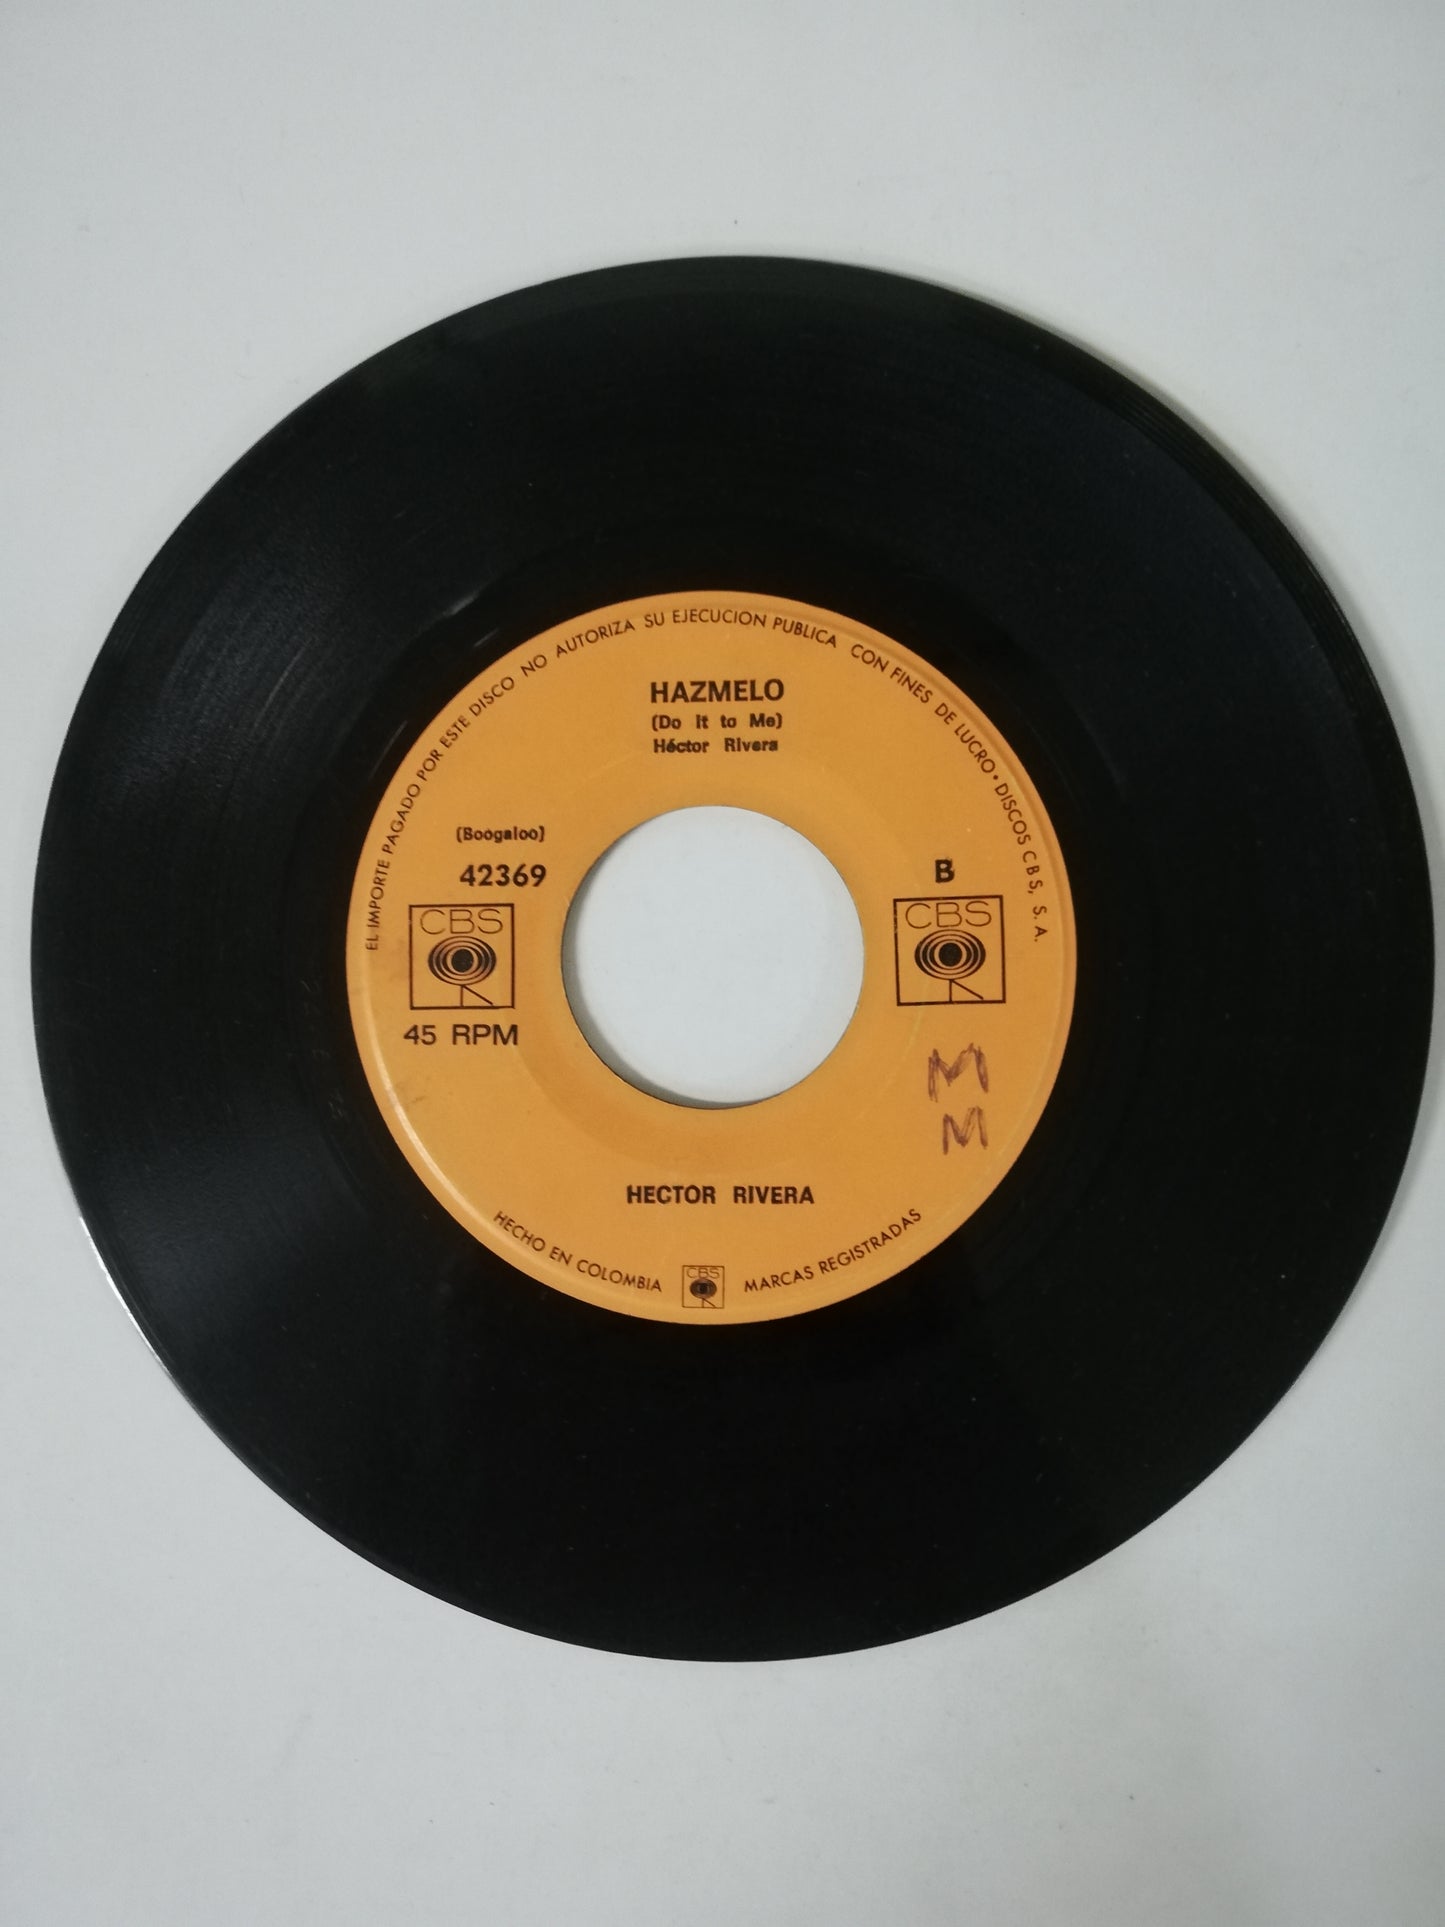 EL IMPORTE PAGADO POR ESTE DISCO NO AUTORIZA SU EJECUCION PUBLICA CON FINES DE LUCRO • DISCOS CBS, S. A.
HAZMELO
(Do It to Me)
Héctor Rivera
(Boogaloo)
42369
B
CBS
CBS
45 RPM
M
M
HECTOR RIVERA
HECHO EN COLOMBIA CBS MARCAS REGISTRADAS